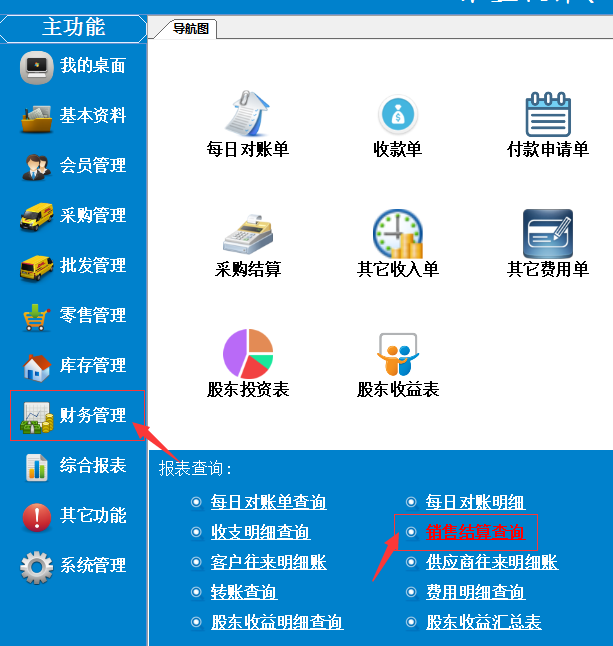 主功能
我的桌面
基本资料
会员管理
采购管理
批发管理
零售管理
库存管理
财务管理
综合报表
其它功能
系统管理
导航图
每日对账单
收款单
付款申请单
采购结算
其它收入单
其它费用单
股东投资表
股东收益表
报表查询:
每日对账单查询
每日对账明细
收支明细查询
销售结算查询
客户往来明细账
供应商往来明细账
转账查询
费用明细查询
股东收益明细查询
股东收益汇总表